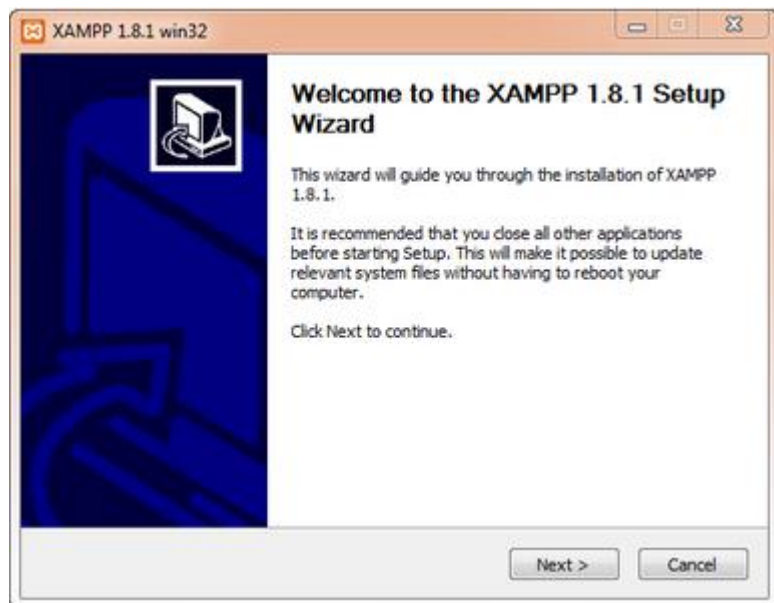 XAMPP 1.8.1 win32
Welcome to the XAMPP 1.8.1 Setup
Wizard
This wizard will guide you through the installation of XAMPP
1.8.1.
It is recommended that you close all other applications
before starting Setup. This will make it possible to update
relevant system files without having to reboot your
computer.
Click Next to continue.
Next >
Cancel